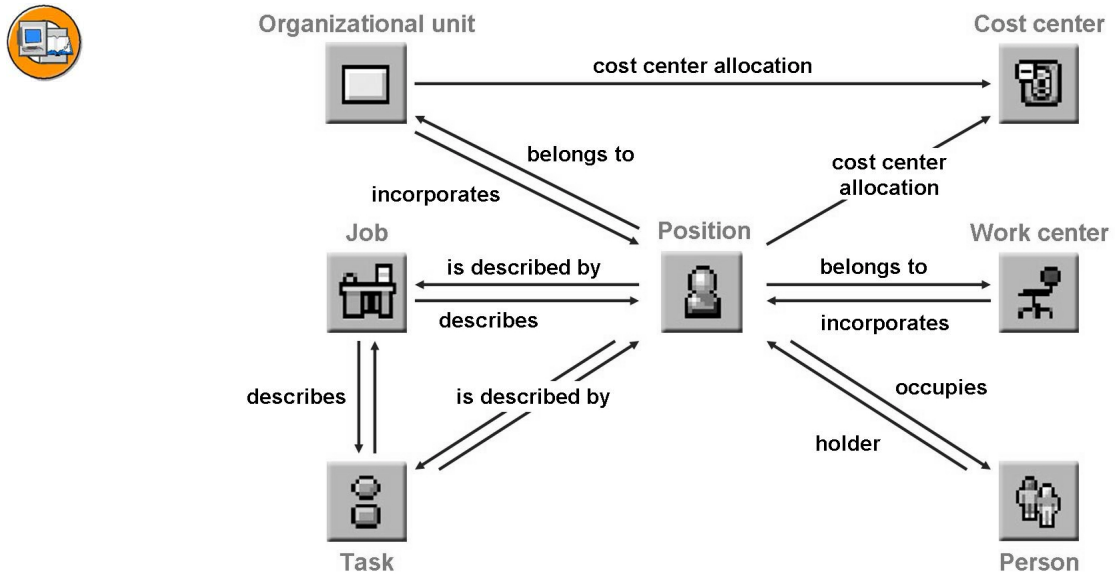 Organizational unit
Cost center
cost center allocation
belongs to
cost center
allocation
incorporates
Job
Position
Work center
is described by
belongs to
describes
incorporates
describes
is described by
occupies
holder
Task
Person